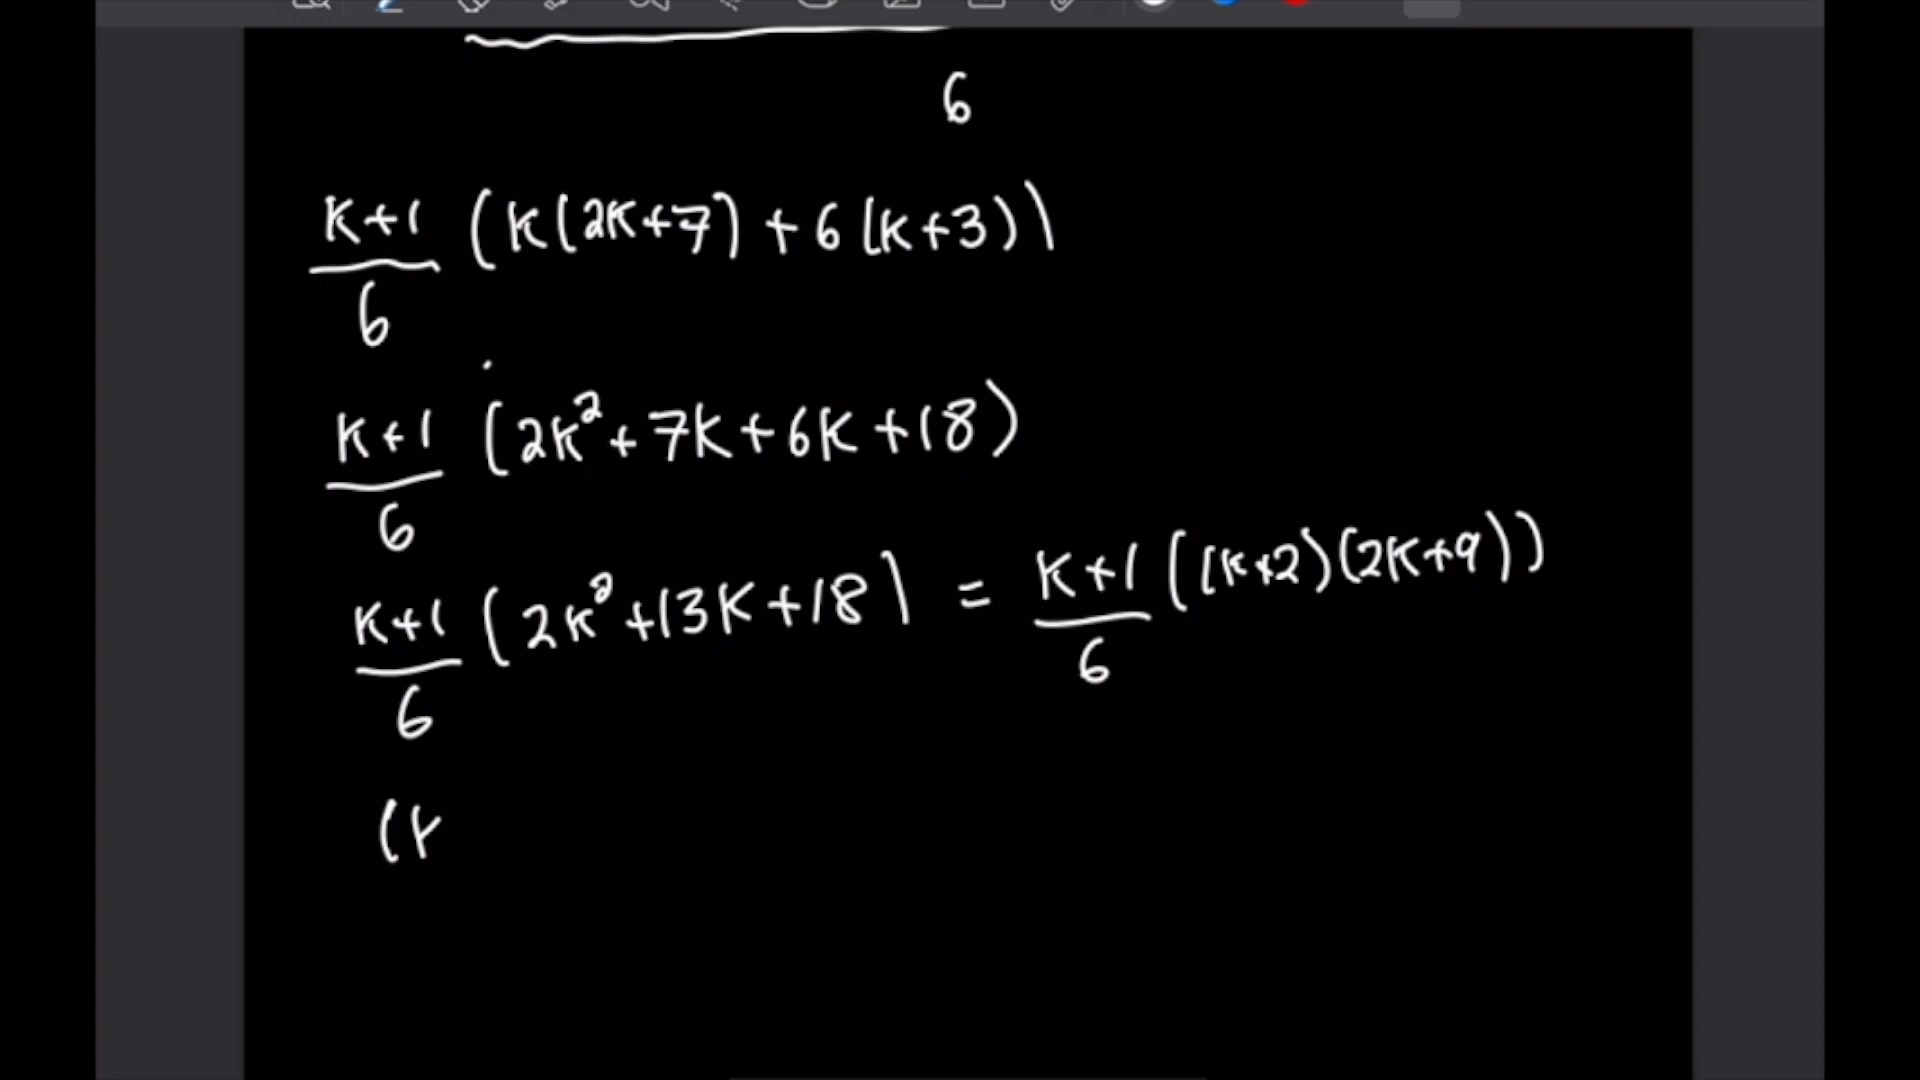 6
K+1/6 (K(2K+7)+6(K+3))
K+1/6 (2K²+7K+6K+18)
K+1/6 (2K²+13K+18) = K+1/6 ((K+2)(2K+9))
(K